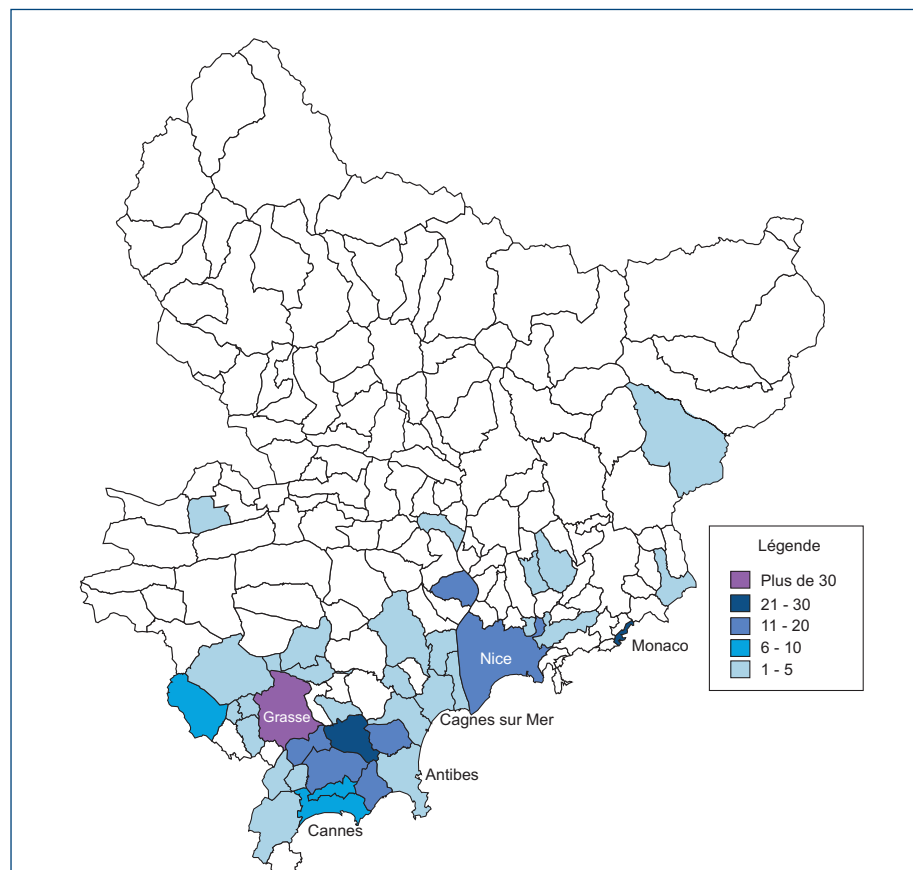 Légende
Plus de 30
21 - 30
11 - 20
6 - 10
1 - 5
Monaco
Nice
Grasse
Cagnes sur Mer
Antibes
Cannes